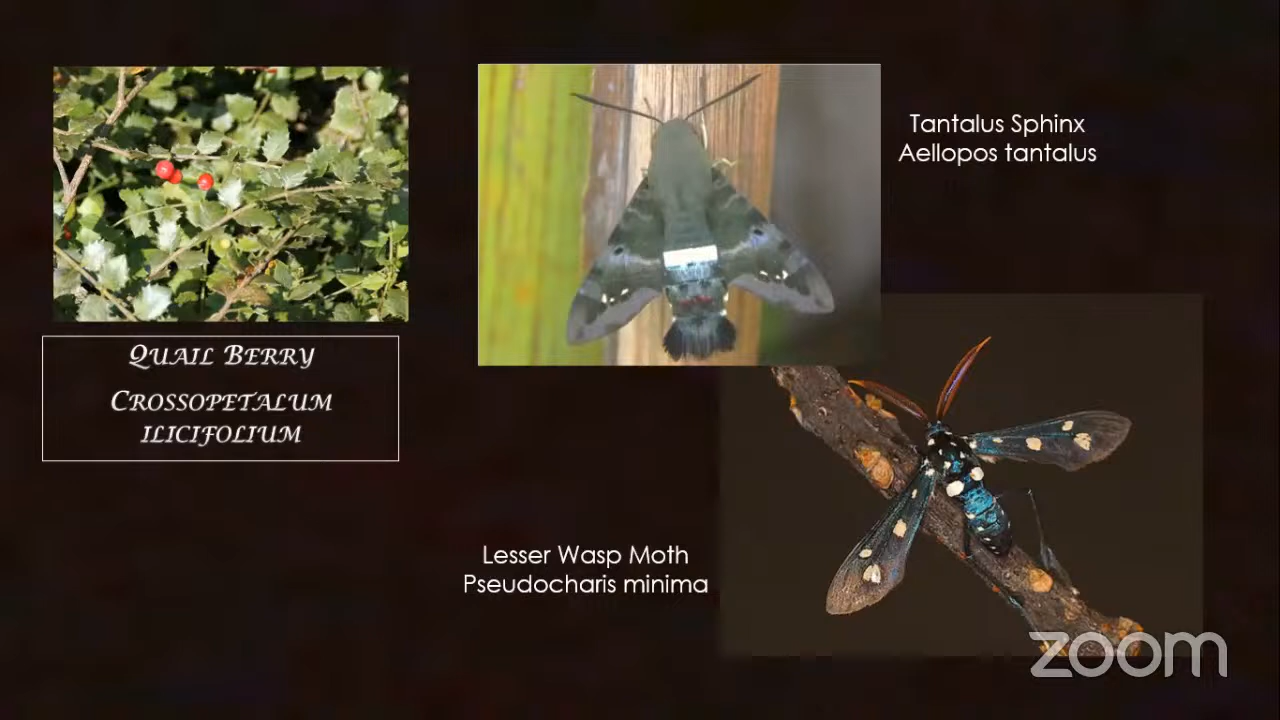 Quail Berry
Crossopetalum
ilicifolium
Tantalus Sphinx
Aellopos tantalus
Lesser Wasp Moth
Pseudocharis minima
zoom